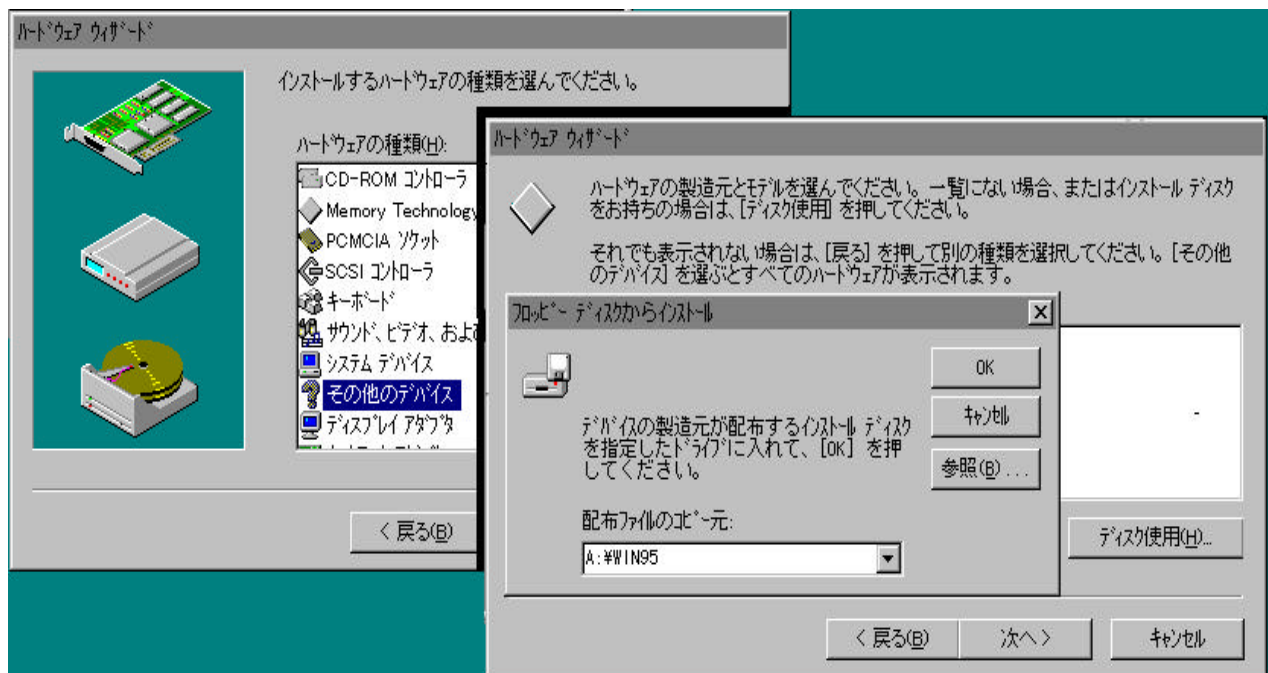 ﾊｰﾄﾞｳｪｱ ｳｨｻﾞｰﾄﾞ
インストールするハードウェアの種類を選んでください。
ハードウェアの種類(H):
CD-ROM コントローラ
Memory Technology
PCMCIA ソケット
SCSI コントローラ
キーボード
サウンド、ビデオ、およ
システム デバイス
その他のデバイス
ディスプレイ アダプタ
< 戻る(B)
ﾊｰﾄﾞｳｪｱ ｳｨｻﾞｰﾄﾞ
ハードウェアの製造元とモデルを選んでください。一覧にない場合、またはインストール ディスク
をお持ちの場合は、[ディスク使用] を押してください。
それでも表示されない場合は、[戻る] を押して別の種類を選択してください。[その他
のデバイス] を選ぶとすべてのハードウェアが表示されます。
ﾌﾛｯﾋﾟｰ ﾃﾞｨｽｸからｲﾝｽﾄｰﾙ
OK
ｷｬﾝｾﾙ
参照(B)...
ﾃﾞﾊﾞｲｽの製造元が配布するｲﾝｽﾄｰﾙ ﾃﾞｨｽｸ
を指定したﾄﾞﾗｲﾌﾞに入れて、[OK] を押
してください。
配布ﾌｧｲﾙのｺﾋﾟｰ元:
A:¥WIN95
ディスク使用(H)...
< 戻る(B)
次へ >
ｷｬﾝｾﾙ